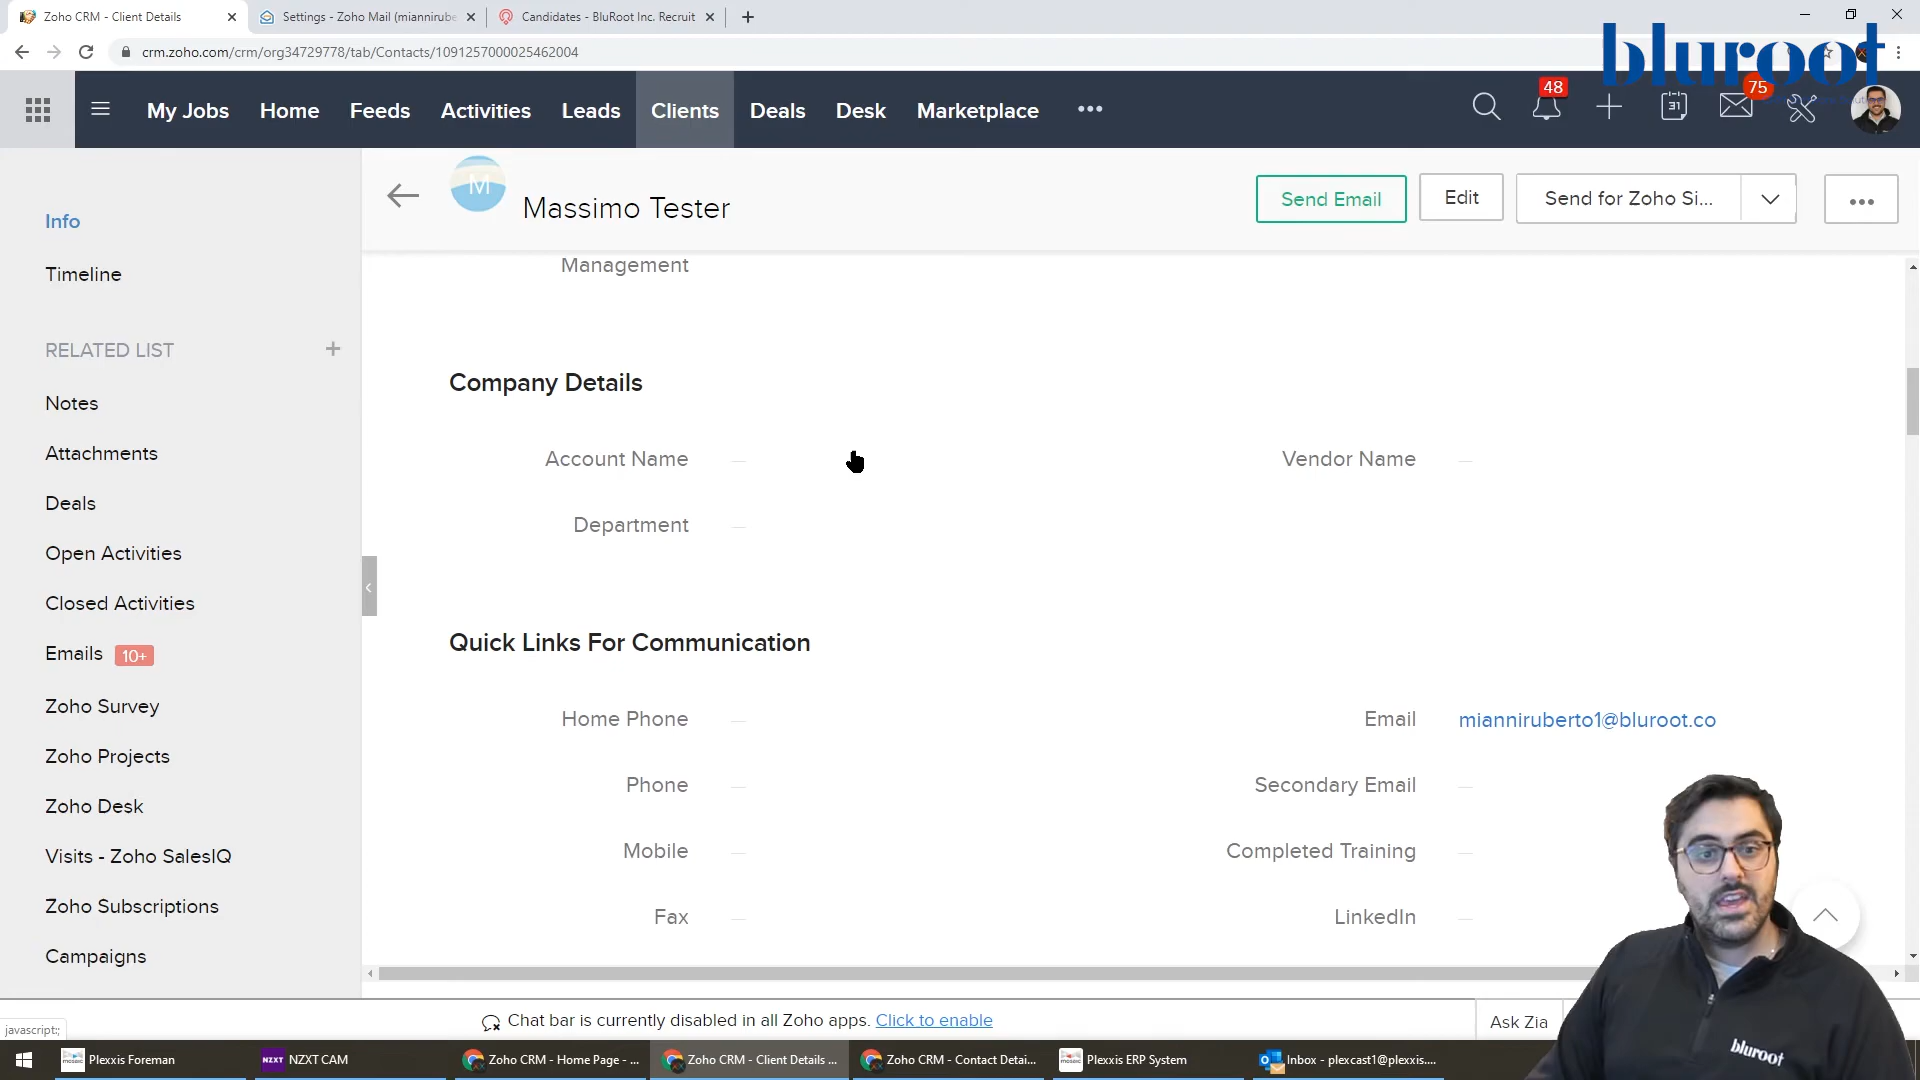 Zoho CRM - Client Details
Settings - Zoho Mail (miannirube
Candidates - BluRoot Inc. Recruit
crm.zoho.com/crm/org34729778/tab/Contacts/1091257000025462004
bluroot
My Jobs
Home
Feeds
Activities
Leads
Clients
Deals
Desk
Marketplace
48
31
75
M
Massimo Tester
Send Email
Edit
Send for Zoho Si...
Info
Timeline
RELATED LIST
Notes
Attachments
Deals
Open Activities
Closed Activities
Emails 10+
Zoho Survey
Zoho Projects
Zoho Desk
Visits - Zoho SalesIQ
Zoho Subscriptions
Campaigns
Management
Company Details
Account Name —
Vendor Name —
Department —
Quick Links For Communication
Home Phone —
Email mianniruberto1@bluroot.co
Phone —
Secondary Email —
Mobile —
Completed Training —
Fax —
LinkedIn —
bluroot
Chat bar is currently disabled in all Zoho apps. Click to enable
Ask Zia
javascript:;
Plexxis Foreman
NZXT NZXT CAM
Zoho CRM - Home Page - ...
Zoho CRM - Client Details ...
Zoho CRM - Contact Detai...
Plexxis ERP System
Inbox - plexcast1@plexxis....